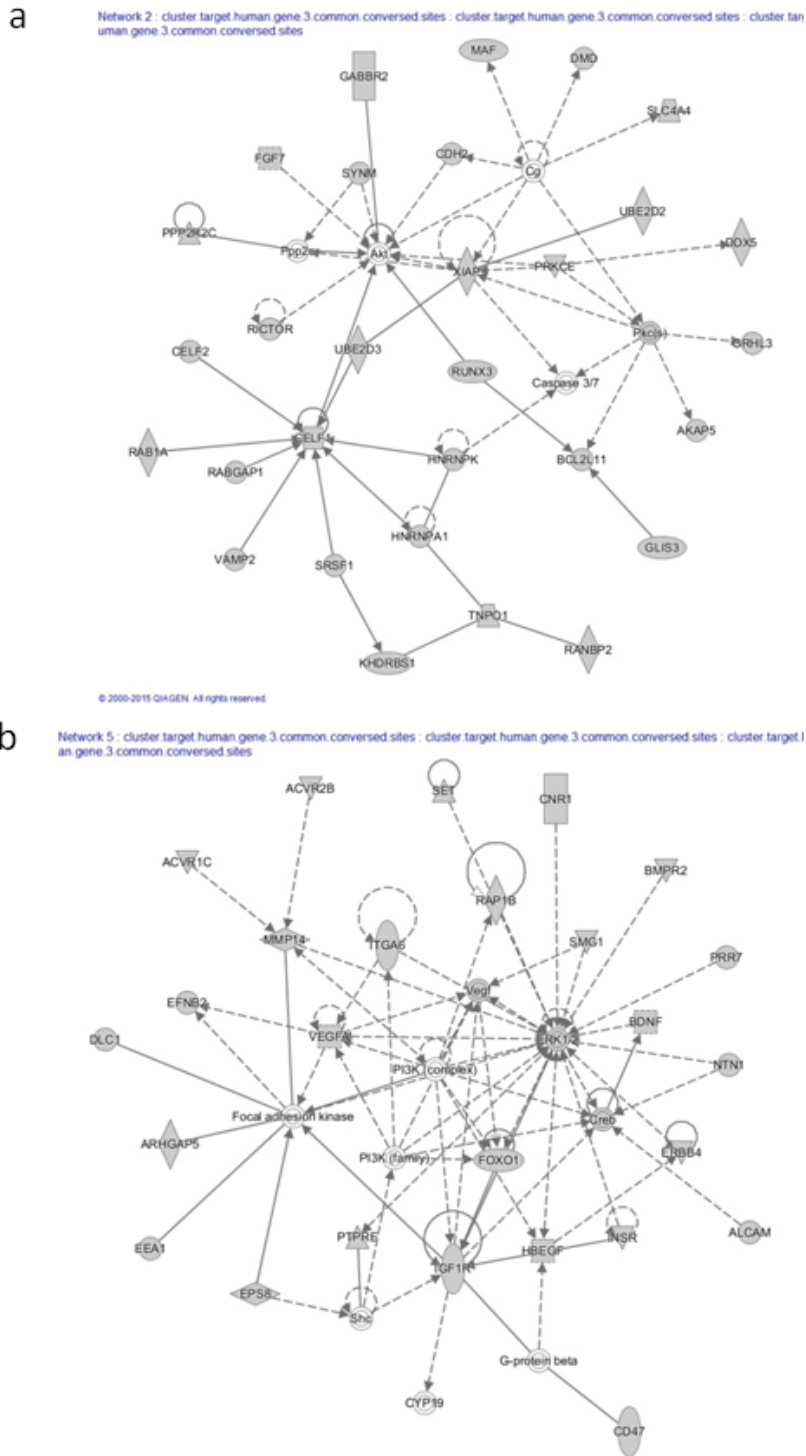 a
Network 2 : cluster.target.human.gene.3.common.conversed.sites : cluster.target.human.gene.3.common.conversed.sites : cluster.tar
uman.gene.3.common.conversed.sites
MAF
DMD
GABBR2
SLC4A4
FGF7
SYNM
CDH2
Cg
UBE2D2
PPP2R2C
Ppp2c
Akt
XIAP
PRKCE
DDX5
RICTOR
UBE2D3
Pkc(s)
GRHL3
CELF2
RUNX3
Caspase 3/7
AKAP5
RAB1A
CELF1
RABGAP1
HNRNPK
BCL2L11
VAMP2
SRSF1
HNRNPA1
GLIS3
TNPO1
KHDRBS1
RANBP2
© 2000-2015 QIAGEN. All rights reserved.
b
Network 5 : cluster.target.human.gene.3.common.conversed.sites : cluster.target.human.gene.3.common.conversed.sites : cluster.target.
an.gene.3.common.conversed.sites
ACVR2B
SET
CNR1
ACVR1C
BMPR2
RAP1B
MMP14
ITGA6
SMG1
PRR7
EFNB2
Vegf
BDNF
DLC1
VEGFA
ERK1/2
PI3K (complex)
NTN1
Focal adhesion kinase
Creb
ARHGAP5
PI3K (family)
FOXO1
ERBB4
EEA1
PTPRE
IGF1R
HBEGF
INSR
ALCAM
EPS8
Shc
G-protein beta
CYP19
CD47